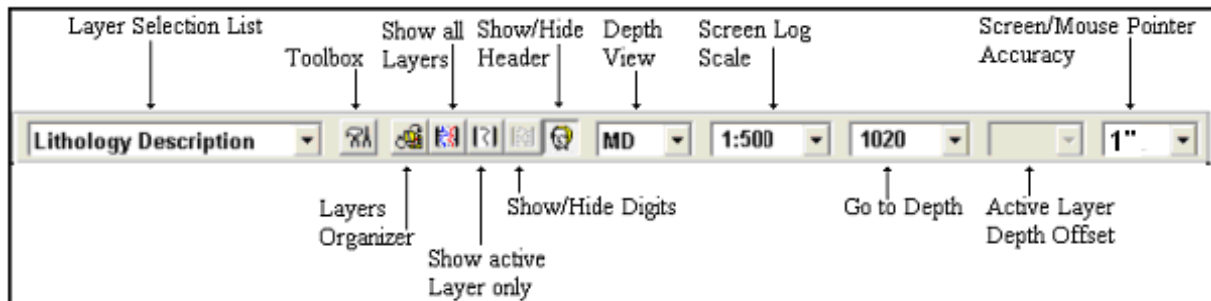 Layer Selection List
Toolbox
Show all
Layers
Show/Hide
Header
Depth
View
Screen Log
Scale
Screen/Mouse Pointer
Accuracy
Lithology Description
MD
1:500
1020
1"
Layers
Organizer
Show active
Layer only
Show/Hide Digits
Go to Depth
Active Layer
Depth Offset